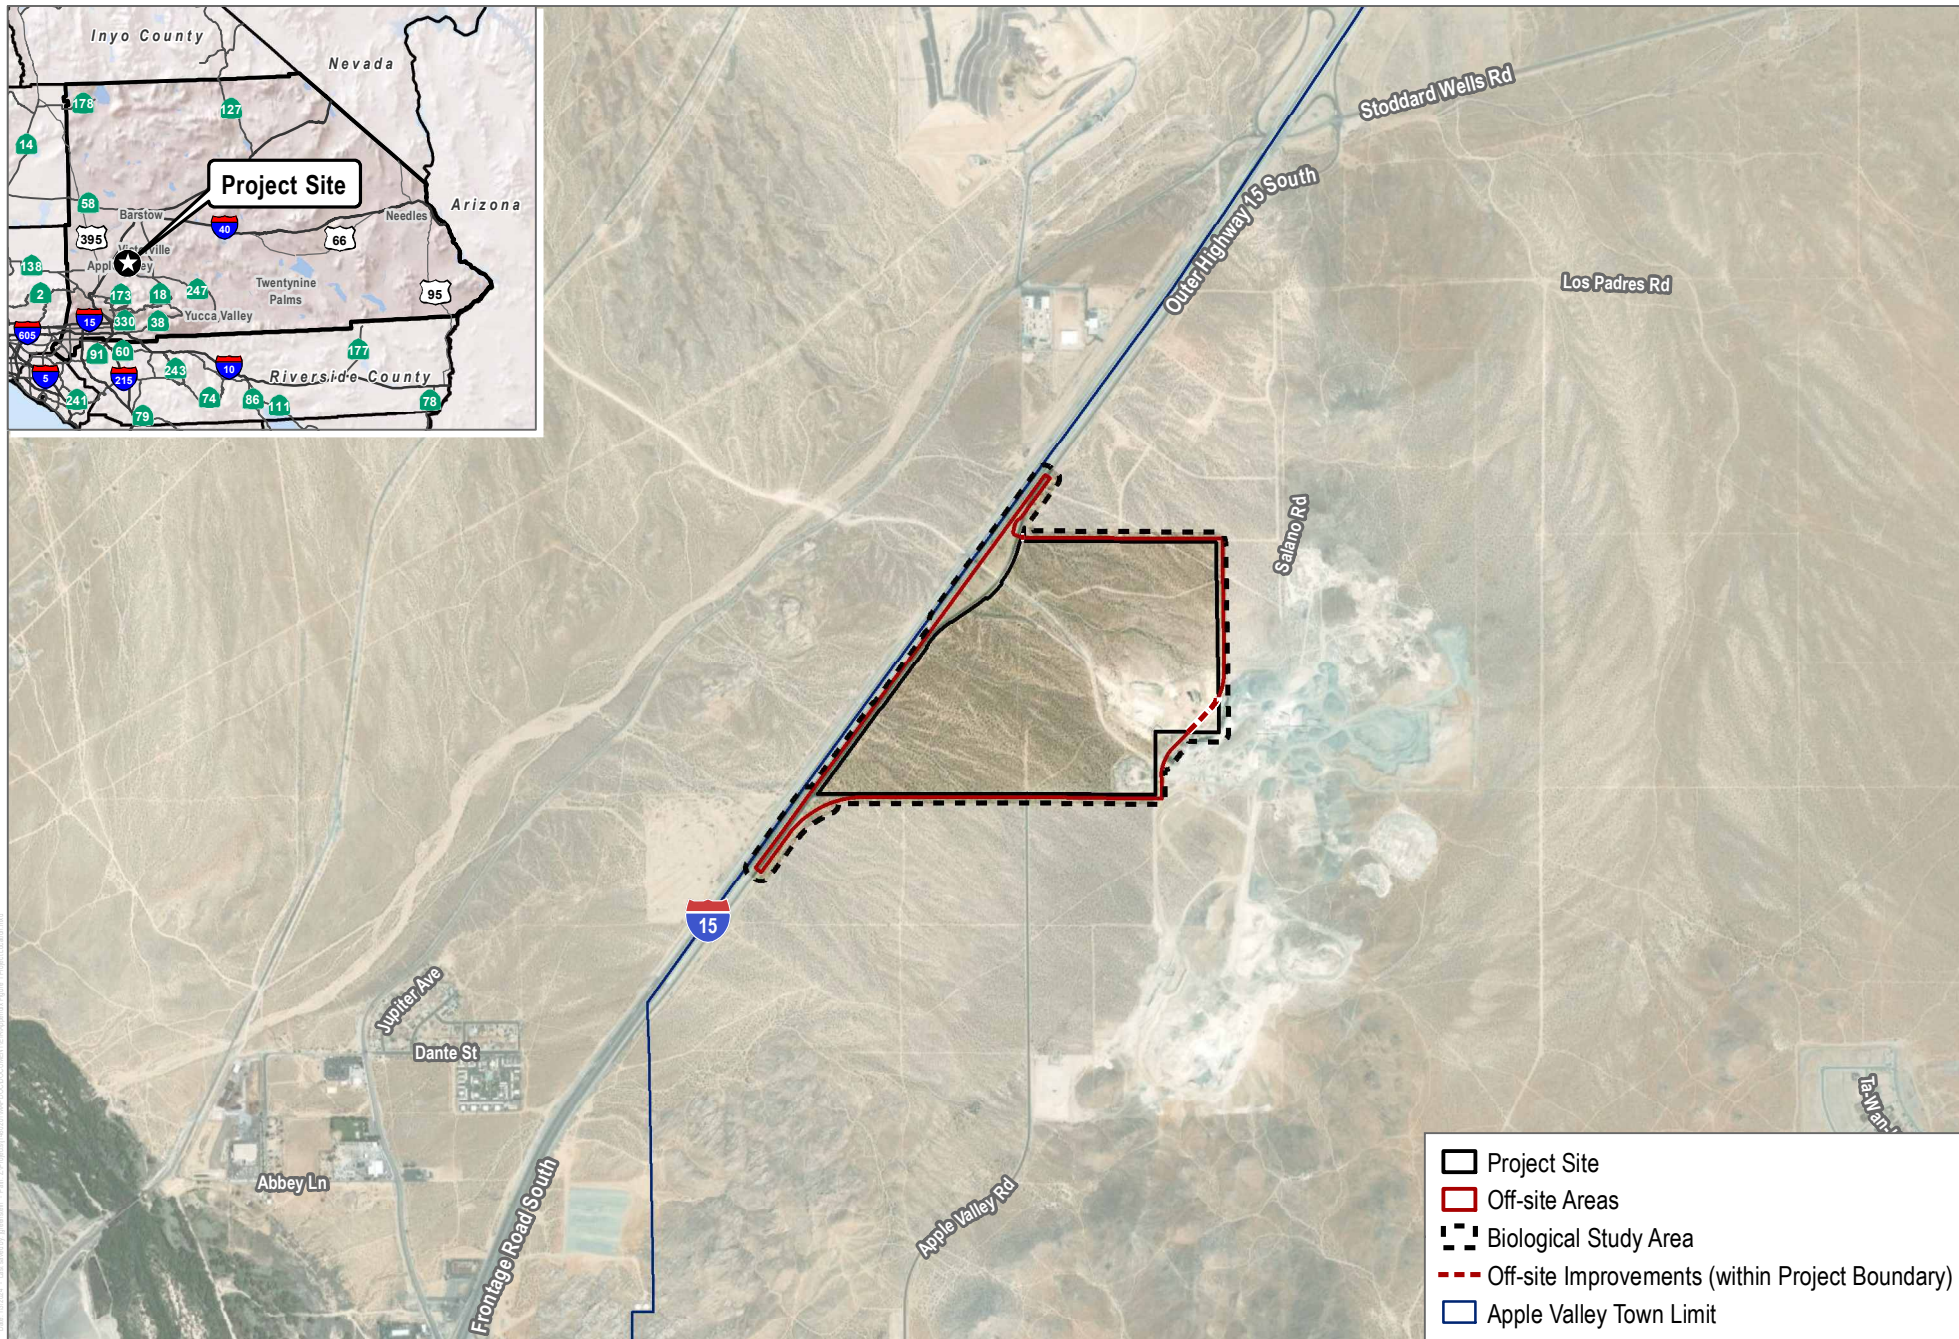 Inyo County
Nevada
178
127
14
Project Site
58
Barstow
Needles
Arizona
40
395
66
138
2
173
18
247
Twentynine
Palms
95
Yucca Valley
15
330
38
605
91
60
177
243
10
Riverside County
5
215
241
74
86
111
78
79
Stoddard Wells Rd
Outer Highway 15 South
Los Padres Rd
Salano Rd
15
Jupiter Ave
Dante St
Abbey Ln
Frontage Road South
Apple Valley Rd
Project Site
Off-site Areas
Biological Study Area
Off-site Improvements (within Project Boundary)
Apple Valley Town Limit